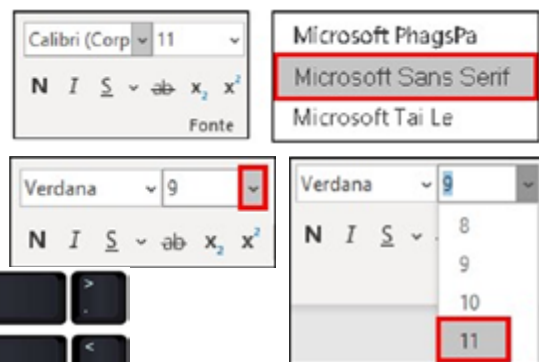 Calibri (Corp 11
N I S ab x₂ x²
Fonte
Microsoft PhagsPa
Microsoft Sans Serif
Microsoft Tai Le
Verdana 9
N I S ab x₂ x²
Verdana 9
N I S
8
9
10
11
>
.
<